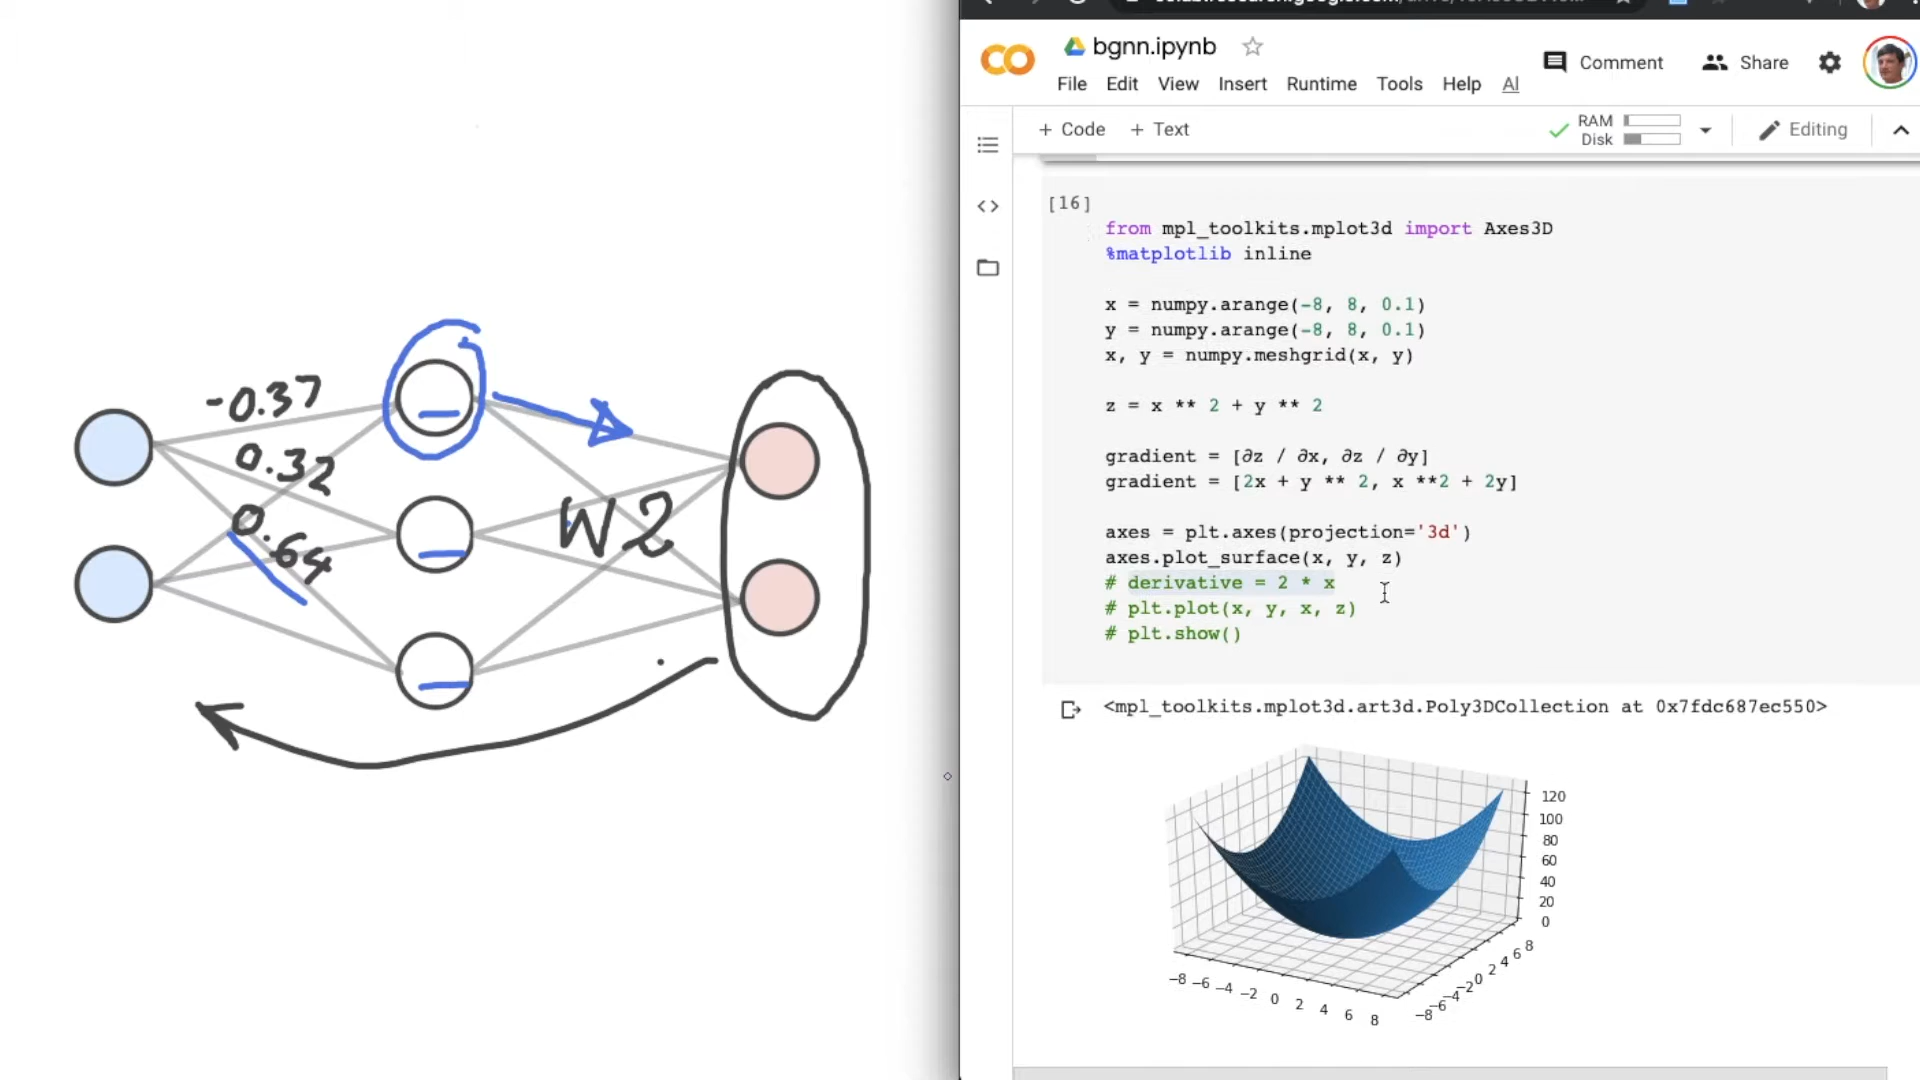 -0.37
0.32
0.64
W2
bgnn.ipynb
Comment
Share
File Edit View Insert Runtime Tools Help AI
+ Code + Text
RAM
Disk
Editing
[16]
from mpl_toolkits.mplot3d import Axes3D
%matplotlib inline
x = numpy.arange(-8, 8, 0.1)
y = numpy.arange(-8, 8, 0.1)
x, y = numpy.meshgrid(x, y)
z = x ** 2 + y ** 2
gradient = [∂z / ∂x, ∂z / ∂y]
gradient = [2x + y ** 2, x **2 + 2y]
axes = plt.axes(projection='3d')
axes.plot_surface(x, y, z)
# derivative = 2 * x
# plt.plot(x, y, x, z)
# plt.show()
<mpl_toolkits.mplot3d.art3d.Poly3DCollection at 0x7fdc687ec550>
120
100
80
60
40
20
0
−8 −6 −4 −2 0 2 4 6 8
−8 −6 −4 −2 0 2 4 6 8